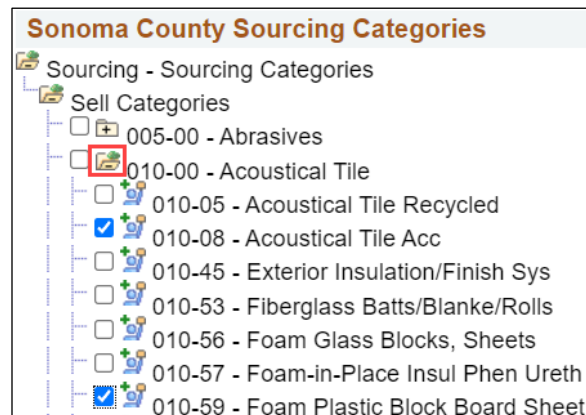 Sonoma County Sourcing Categories
Sourcing - Sourcing Categories
Sell Categories
005-00 - Abrasives
010-00 - Acoustical Tile
010-05 - Acoustical Tile Recycled
010-08 - Acoustical Tile Acc
010-45 - Exterior Insulation/Finish Sys
010-53 - Fiberglass Batts/Blanke/Rolls
010-56 - Foam Glass Blocks, Sheets
010-57 - Foam-in-Place Insul Phen Ureth
010-59 - Foam Plastic Block Board Sheet